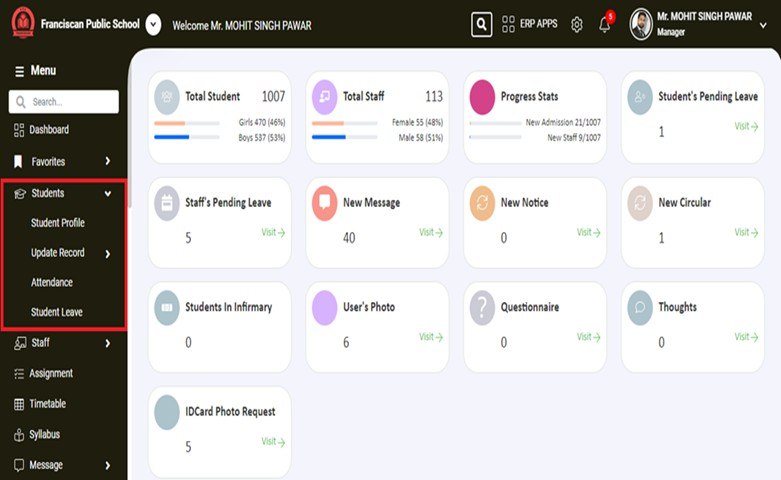 Franciscan Public School
Welcome Mr. MOHIT SINGH PAWAR
ERP APPS
5
Mr. MOHIT SINGH PAWAR
Manager
Menu
Search...
Dashboard
Favorites
Students
Student Profile
Update Record
Attendance
Student Leave
Staff
Assignment
Timetable
Syllabus
Message
Total Student 1007
Girls 470 (46%)
Boys 537 (53%)
Total Staff 113
Female 55 (48%)
Male 58 (51%)
Progress Stats
New Admission 21/1007
New Staff 9/1007
Student's Pending Leave
1 Visit
Staff's Pending Leave
5 Visit
New Message
40 Visit
New Notice
0 Visit
New Circular
1 Visit
Students In Infirmary
0
User's Photo
6 Visit
Questionnaire
0 Visit
Thoughts
0 Visit
IDCard Photo Request
5 Visit